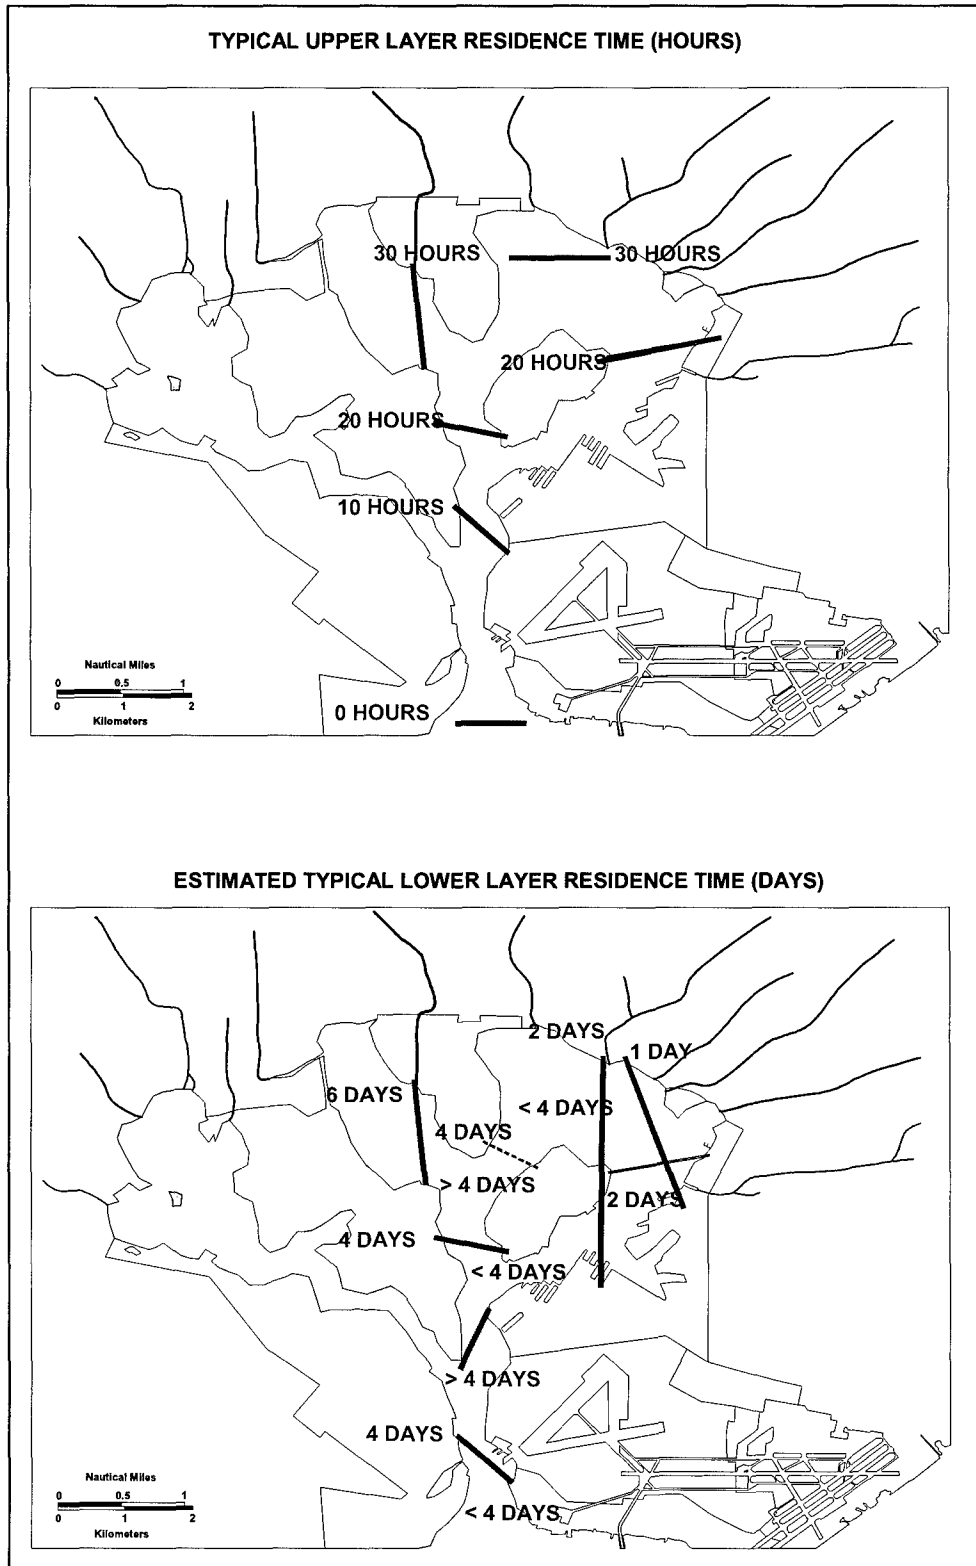 TYPICAL UPPER LAYER RESIDENCE TIME (HOURS)
30 HOURS
30 HOURS
20 HOURS
20 HOURS
10 HOURS
Nautical Miles
0 0.5 1
0 1 2
Kilometers
0 HOURS
ESTIMATED TYPICAL LOWER LAYER RESIDENCE TIME (DAYS)
2 DAYS
1 DAY
6 DAYS
< 4 DAYS
4 DAYS
> 4 DAYS
2 DAYS
4 DAYS
< 4 DAYS
> 4 DAYS
4 DAYS
Nautical Miles
0 0.5 1
0 1 2
Kilometers
< 4 DAYS